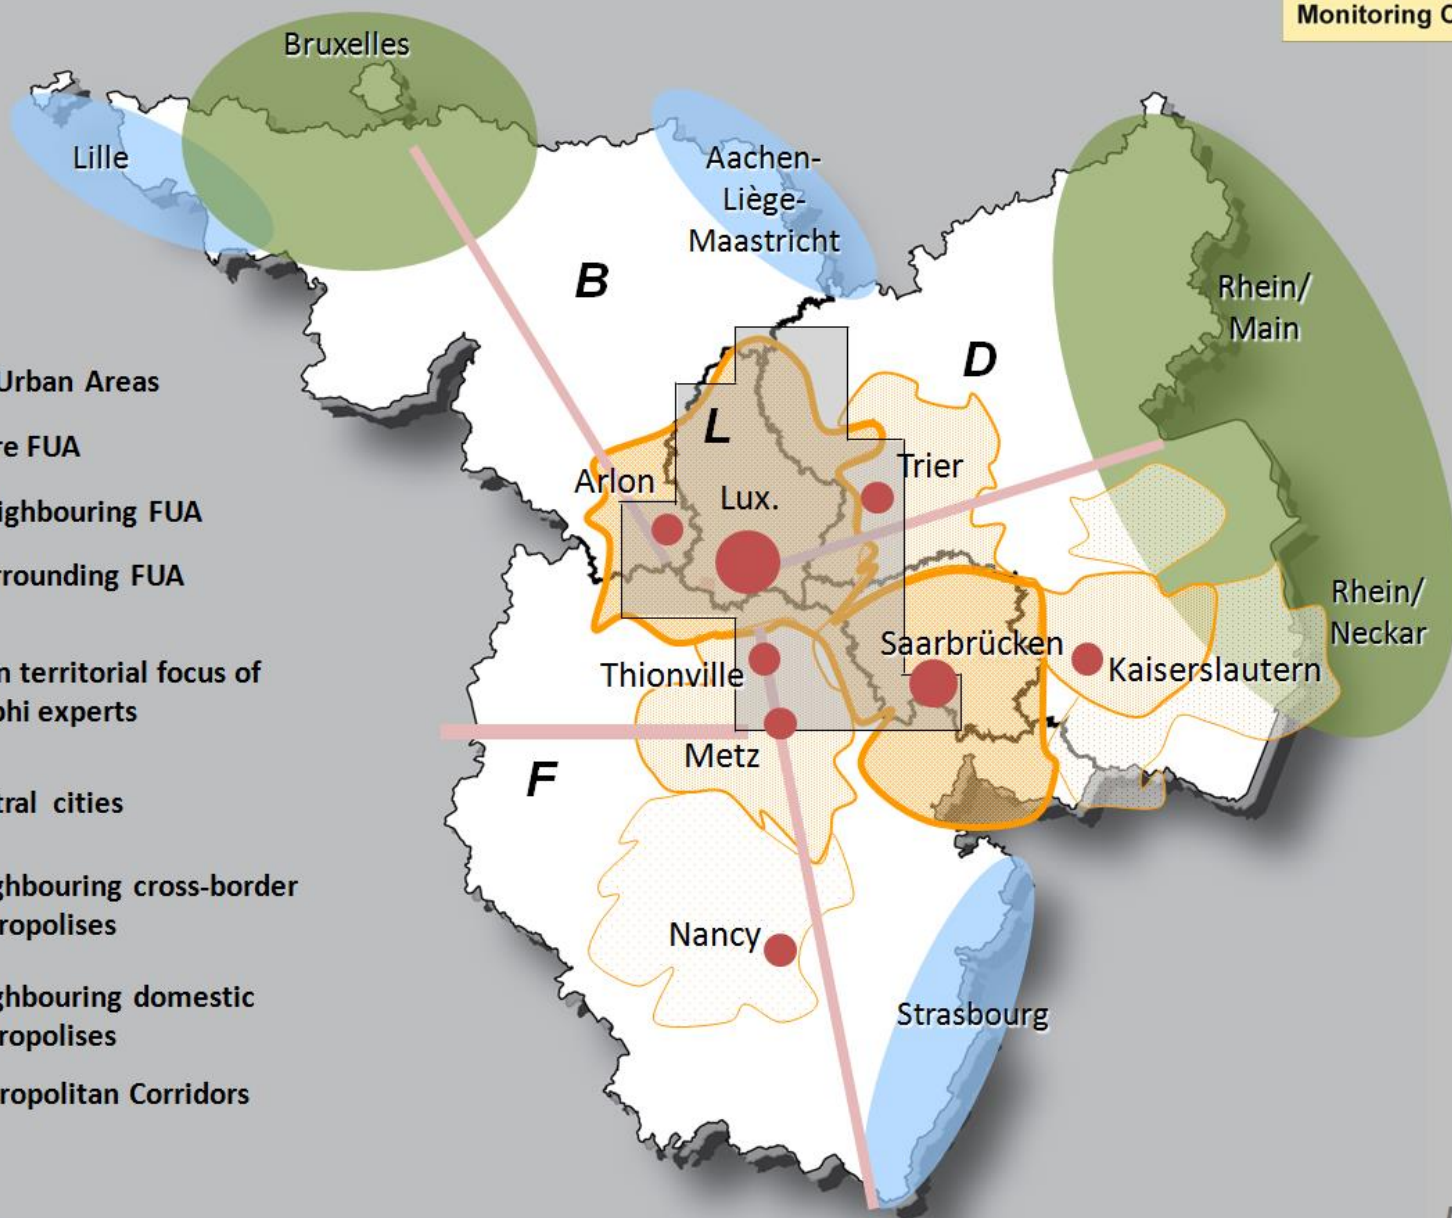 Monitoring C
Bruxelles
Lille
Aachen-
Liège-
Maastricht
B
Rhein/
Main
D
Urban Areas
re FUA
ighbouring FUA
rrounding FUA
n territorial focus of
phi experts
tral cities
ghbouring cross-border
ropolises
ghbouring domestic
ropolises
ropolitan Corridors
L
Arlon
Lux.
Trier
Rhein/
Neckar
Saarbrücken
Kaiserslautern
Thionville
Metz
F
Nancy
Strasbourg